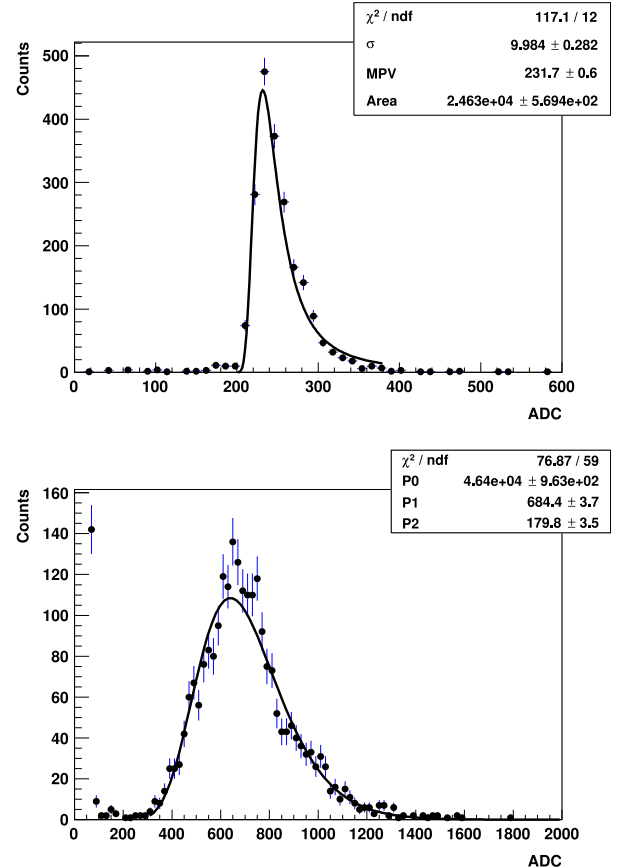 χ² / ndf 117.1 / 12
σ 9.984 ± 0.282
MPV 231.7 ± 0.6
Area 2.463e+04 ± 5.694e+02
Counts
500
400
300
200
100
0
0 100 200 300 400 500 600
ADC
χ² / ndf 76.87 / 59
P0 4.64e+04 ± 9.63e+02
P1 684.4 ± 3.7
P2 179.8 ± 3.5
Counts
160
140
120
100
80
60
40
20
0
0 200 400 600 800 1000 1200 1400 1600 1800 2000
ADC